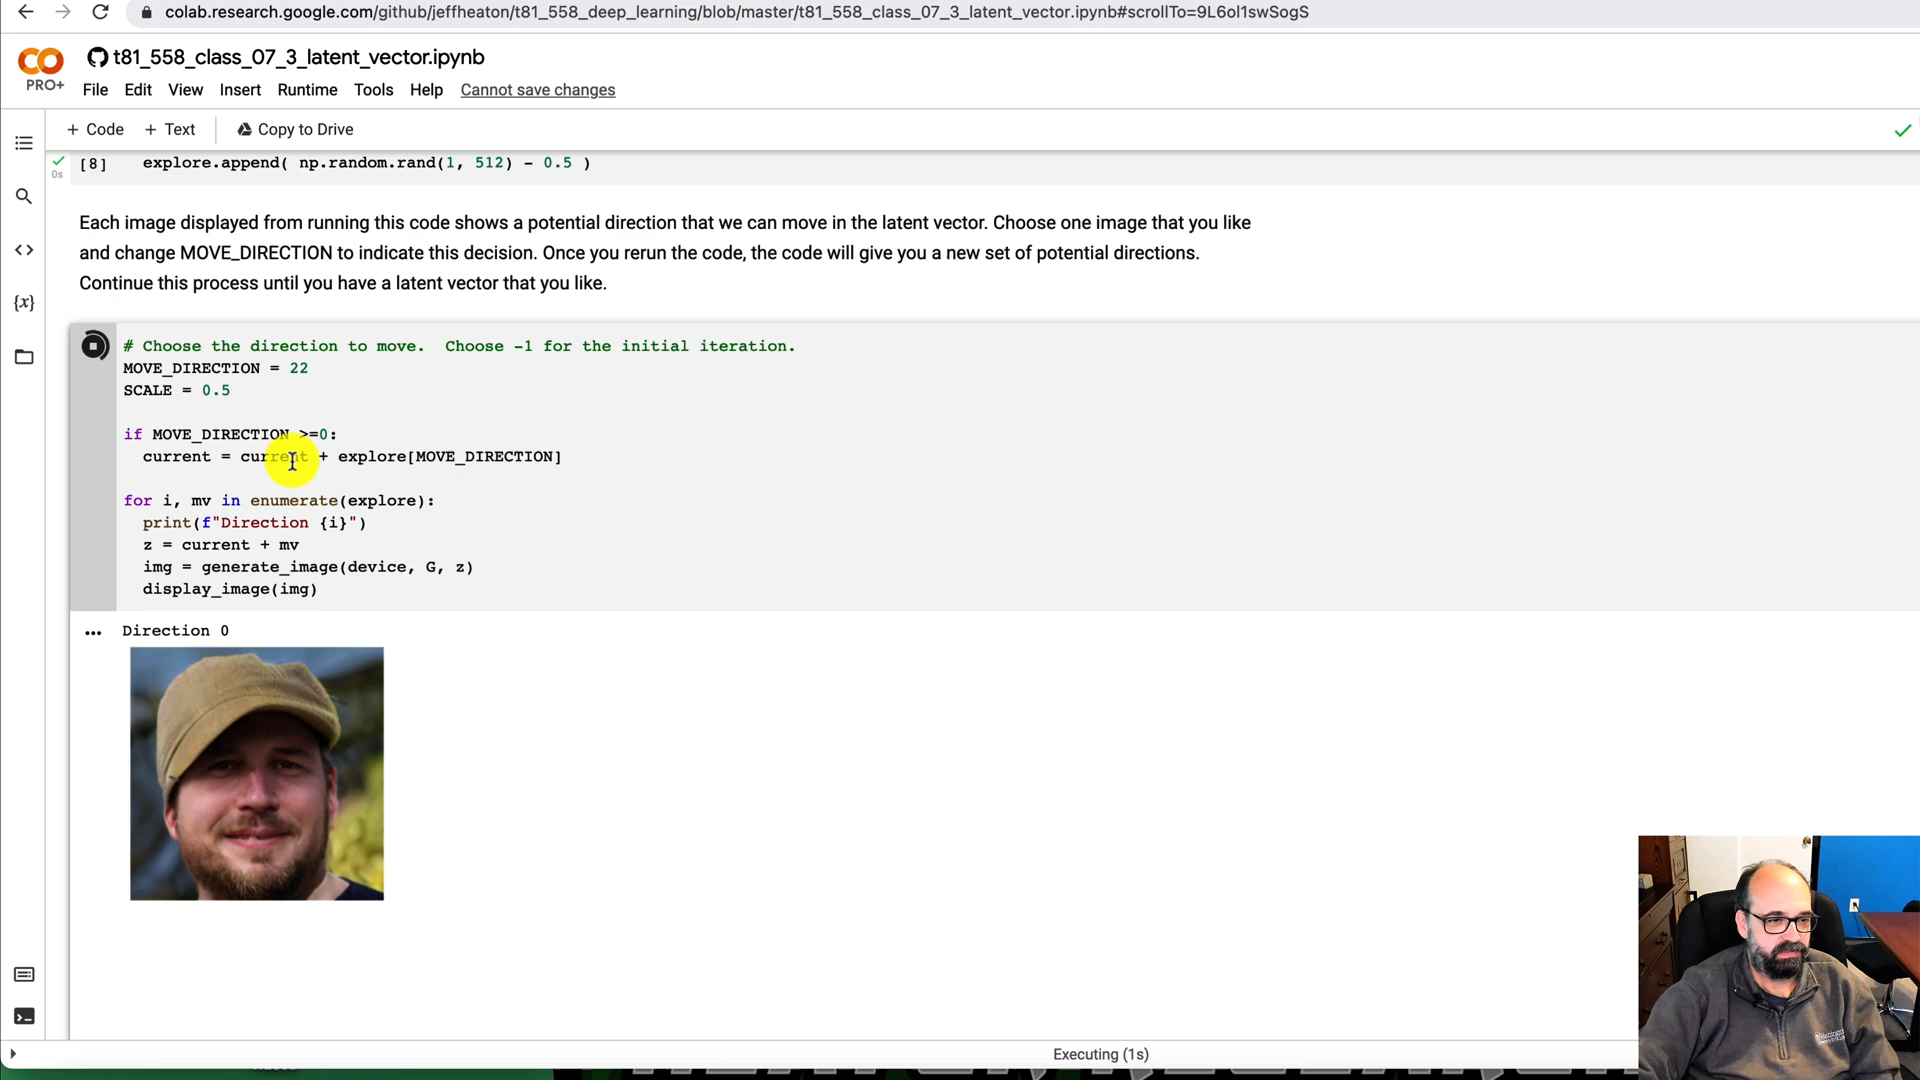 colab.research.google.com/github/jeffheaton/t81_558_deep_learning/blob/master/t81_558_class_07_3_latent_vector.ipynb#scrollTo=9L6ol1swSogS
t81_558_class_07_3_latent_vector.ipynb
PRO+
File Edit View Insert Runtime Tools Help Cannot save changes
+ Code + Text Copy to Drive
[8] explore.append( np.random.rand(1, 512) - 0.5 )
0s
Each image displayed from running this code shows a potential direction that we can move in the latent vector. Choose one image that you like
and change MOVE_DIRECTION to indicate this decision. Once you rerun the code, the code will give you a new set of potential directions.
Continue this process until you have a latent vector that you like.
# Choose the direction to move. Choose -1 for the initial iteration.
MOVE_DIRECTION = 22
SCALE = 0.5
if MOVE_DIRECTION >=0:
current = current + explore[MOVE_DIRECTION]
for i, mv in enumerate(explore):
print(f"Direction {i}")
z = current + mv
img = generate_image(device, G, z)
display_image(img)
Direction 0
Executing (1s)